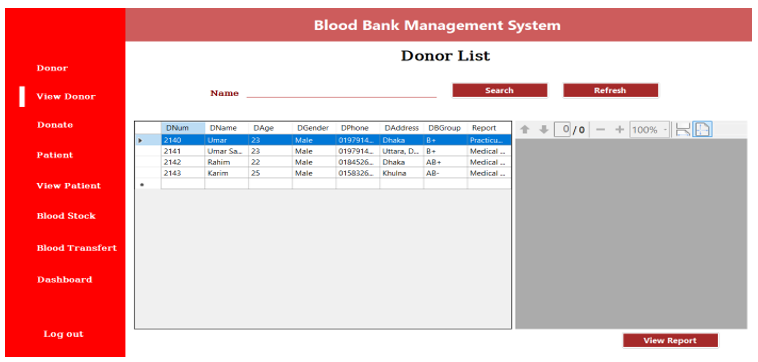 Blood Bank Management System
Donor List
Donor
View Donor
Donate
Patient
View Patient
Blood Stock
Blood Transfert
Dashboard
Log out
Name
Search
Refresh
DNum DName DAge DGender DPhone DAddress DBGroup Report
2140 Umar 23 Male 0197914... Dhaka B+ Practicu...
2141 Umar Sa... 23 Male 0197914... Uttara, D... B+ Medical ...
2142 Rahim 22 Male 0184526... Dhaka AB+ Medical ...
2143 Karim 25 Male 0158326... Khulna AB- Medical ...
0 / 0 100%
View Report